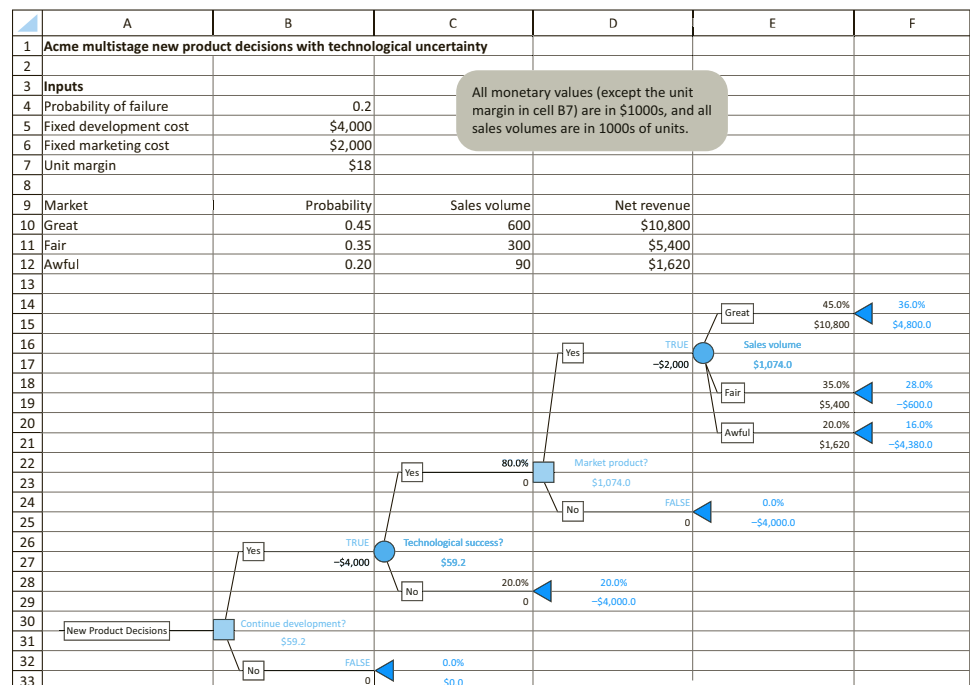 A B C D E F
1 Acme multistage new product decisions with technological uncertainty
2
3 Inputs
All monetary values (except the unit
margin in cell B7) are in $1000s, and all
sales volumes are in 1000s of units.
4 Probability of failure 0.2
5 Fixed development cost $4,000
6 Fixed marketing cost $2,000
7 Unit margin $18
8
9 Market Probability Sales volume Net revenue
10 Great 0.45 600 $10,800
11 Fair 0.35 300 $5,400
12 Awful 0.20 90 $1,620
13
14 Great 45.0% 36.0%
15 $10,800 $4,800.0
16 Yes TRUE Sales volume
17 −$2,000 $1,074.0
18 Fair 35.0% 28.0%
19 $5,400 −$600.0
20 Awful 20.0% 16.0%
21 $1,620 −$4,380.0
22 Yes 80.0% Market product?
23 0 $1,074.0
24 No FALSE 0.0%
25 0 −$4,000.0
26 Yes TRUE Technological success?
27 −$4,000 $59.2
28 No 20.0% 20.0%
29 0 −$4,000.0
30 New Product Decisions Continue development?
31 $59.2
32 No FALSE 0.0%
33 0 $0.0